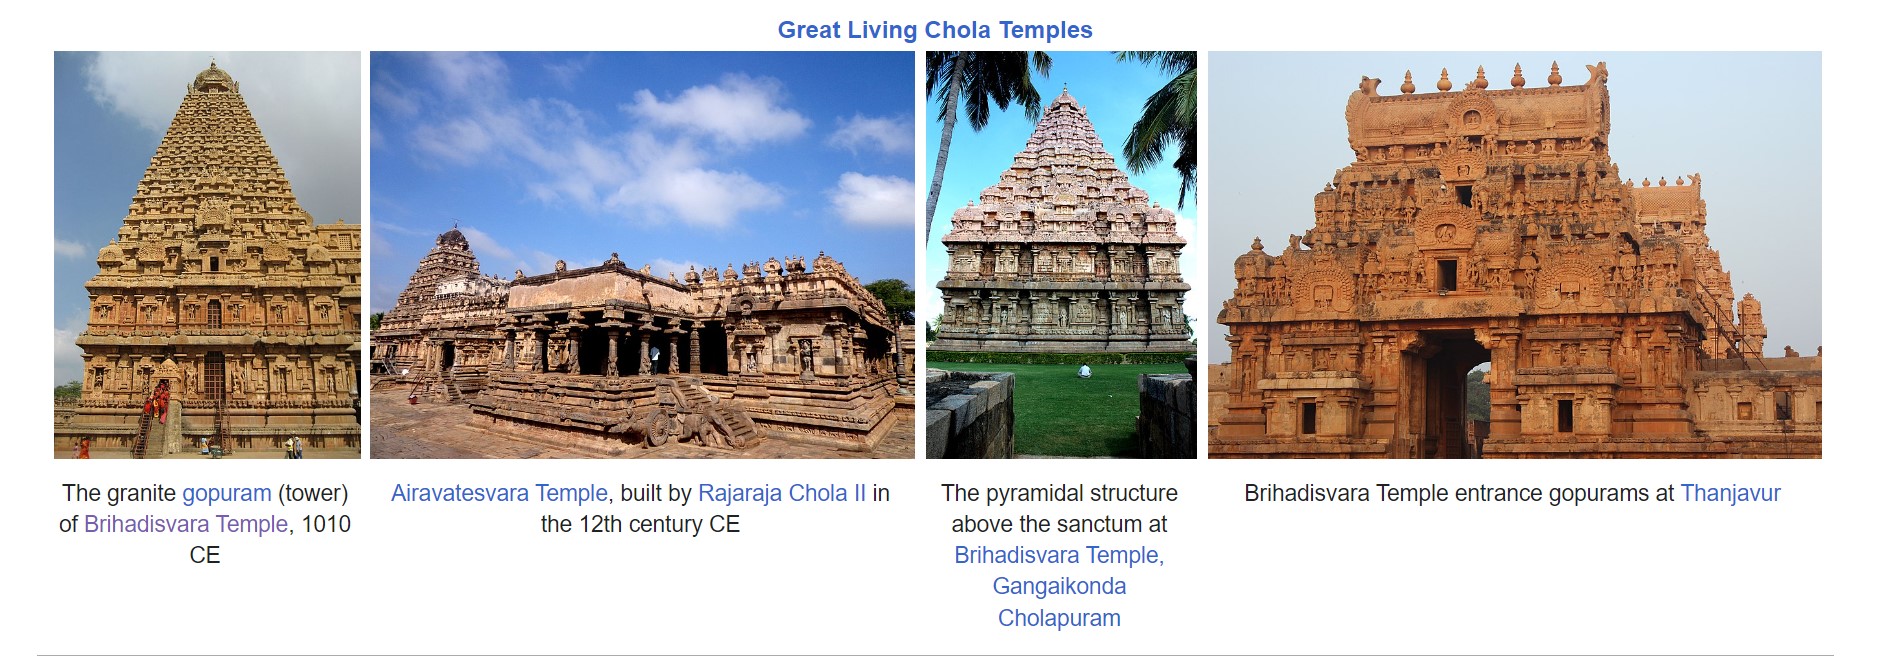 Great Living Chola Temples
The granite gopuram (tower)
of Brihadisvara Temple, 1010
CE
Airavatesvara Temple, built by Rajaraja Chola II in
the 12th century CE
The pyramidal structure
above the sanctum at
Brihadisvara Temple,
Gangaikonda
Cholapuram
Brihadisvara Temple entrance gopurams at Thanjavur